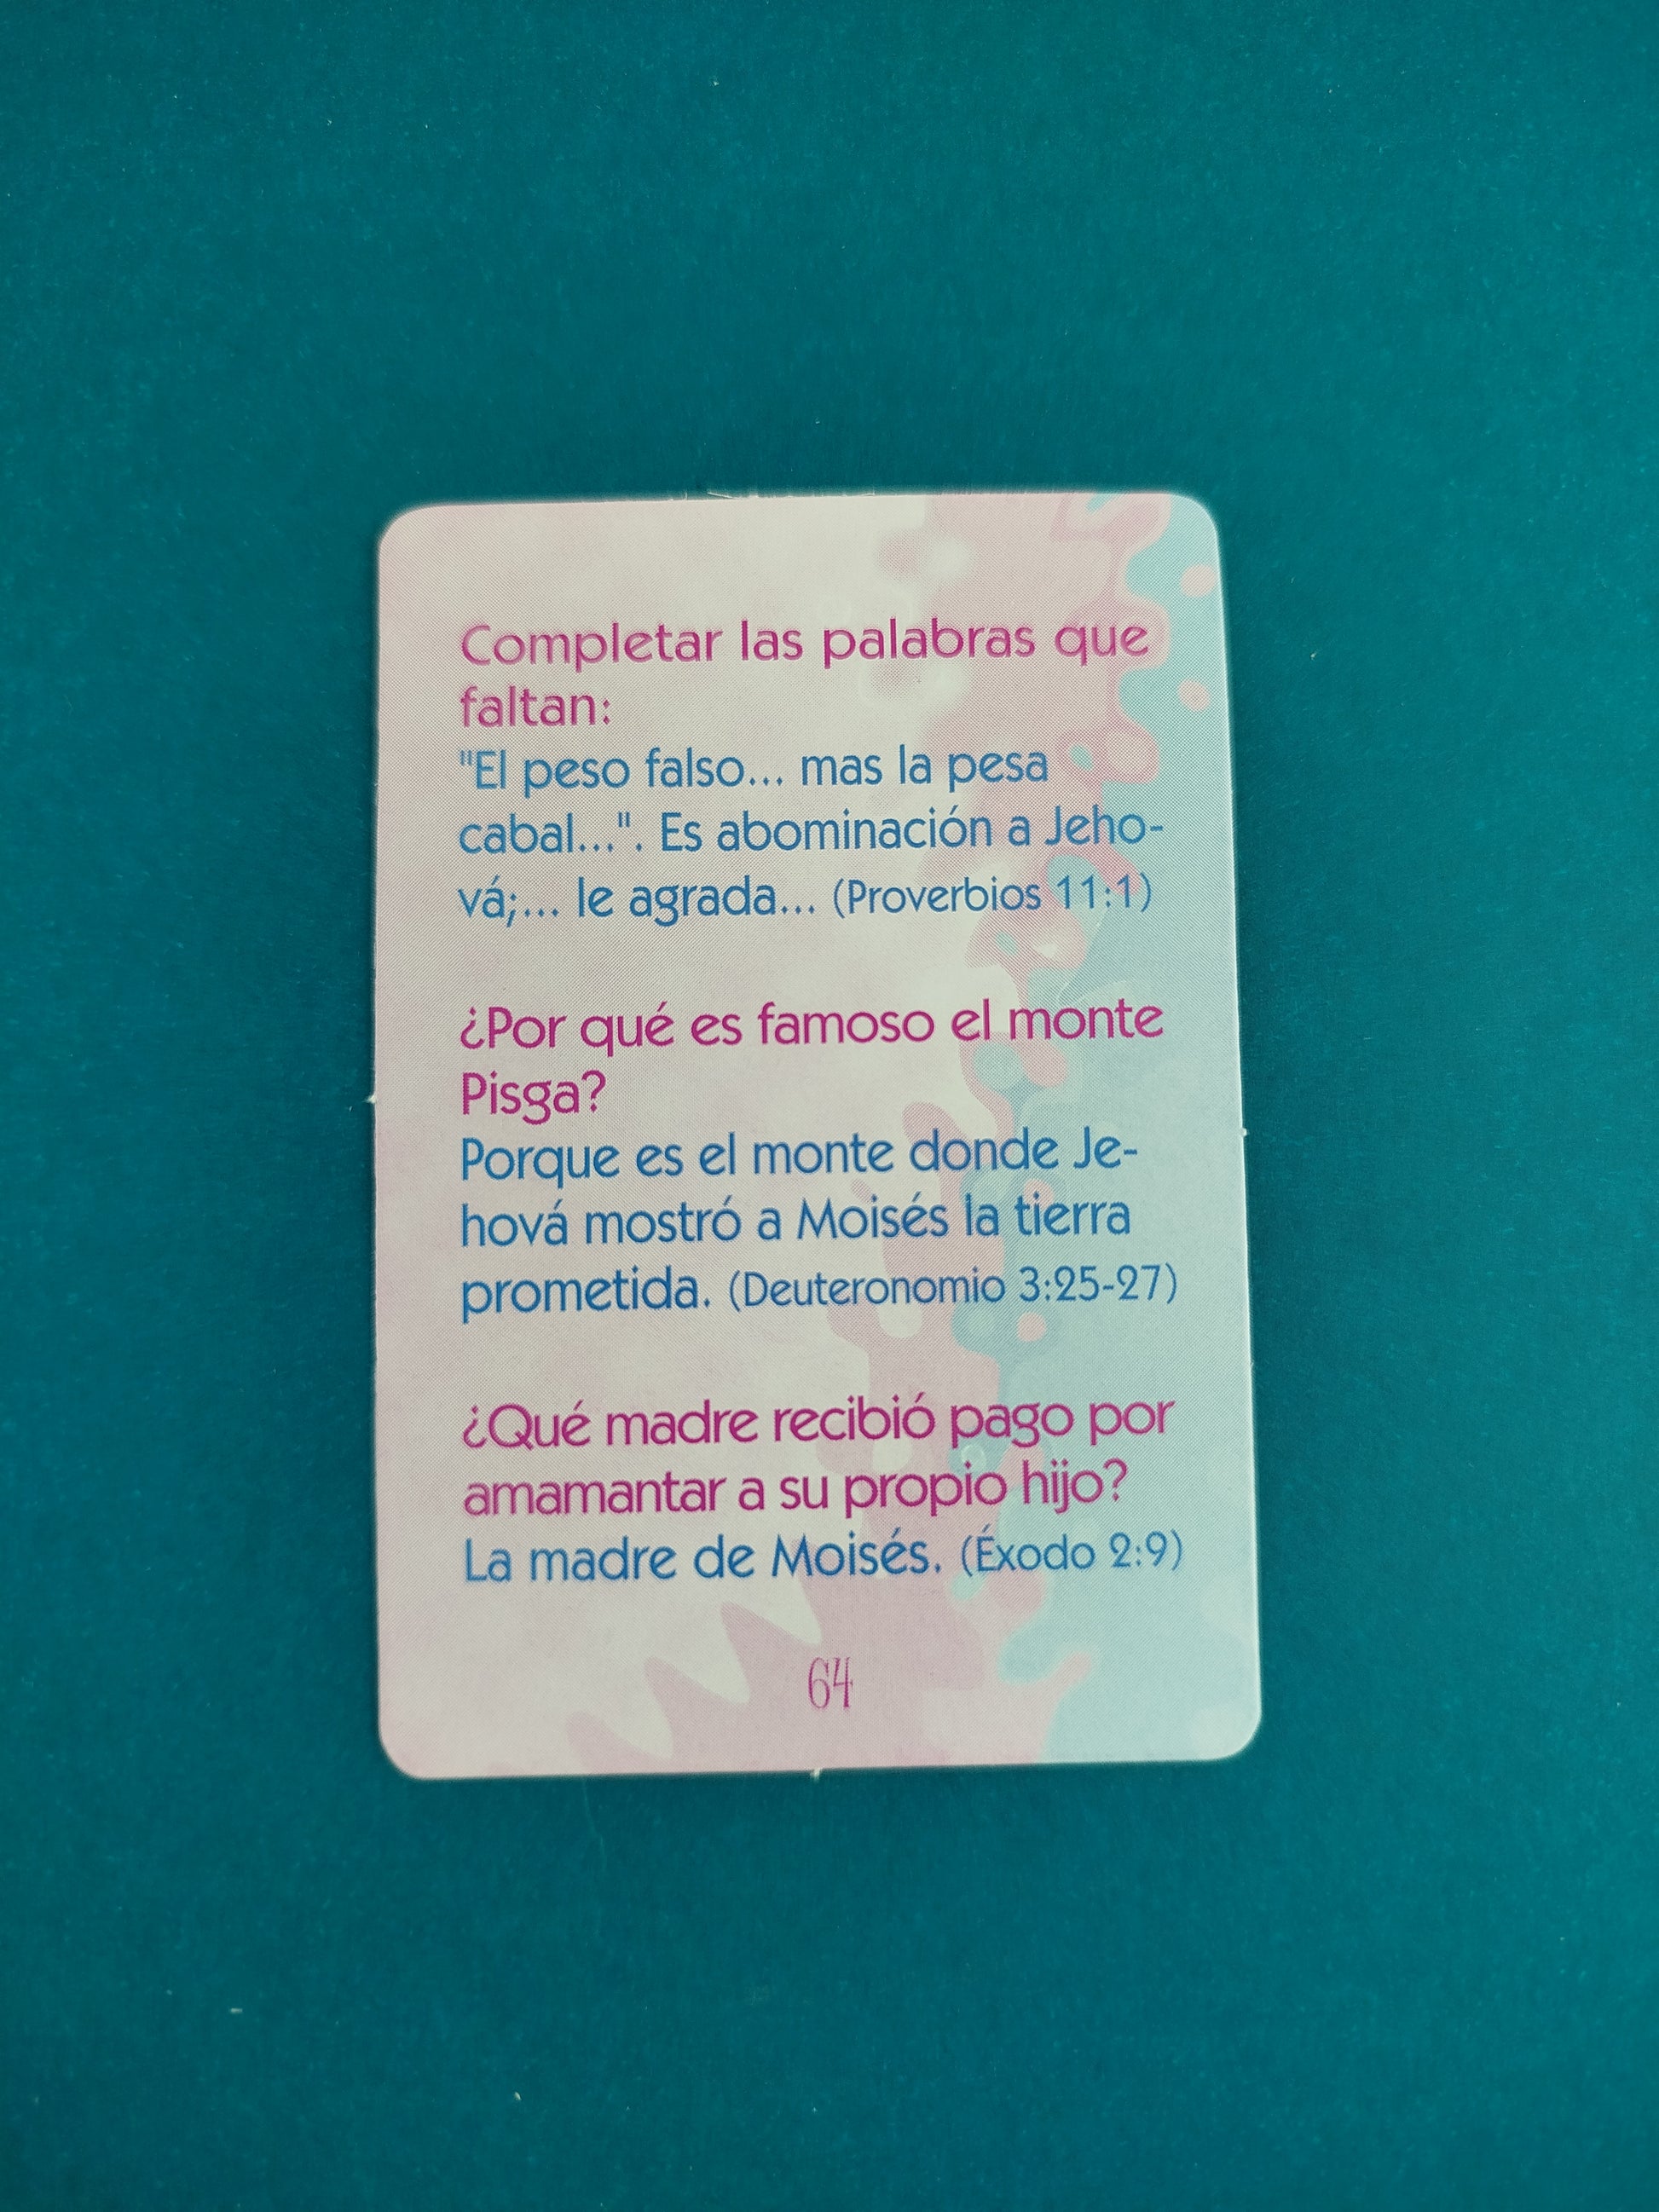 Completar las palabras que
faltan:
"El peso falso... mas la pesa
cabal...". Es abominación a Jeho-
vá;... le agrada... (Proverbios 11:1)
¿Por qué es famoso el monte
Pisga?
Porque es el monte donde Je-
hová mostró a Moisés la tierra
prometida. (Deuteronomio 3:25-27)
¿Qué madre recibió pago por
amamantar a su propio hijo?
La madre de Moisés. (Éxodo 2:9)
64